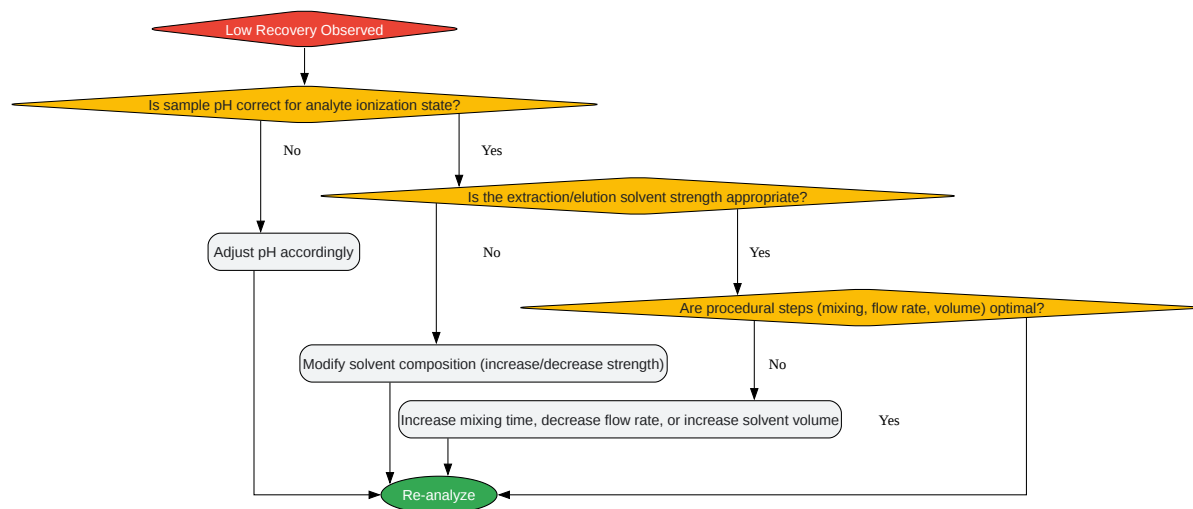 Low Recovery Observed
Is sample pH correct for analyte ionization state?
No
Yes
Is the extraction/elution solvent strength appropriate?
Adjust pH accordingly
No
Yes
Are procedural steps (mixing, flow rate, volume) optimal?
Modify solvent composition (increase/decrease strength)
No
Increase mixing time, decrease flow rate, or increase solvent volume
Yes
Re-analyze